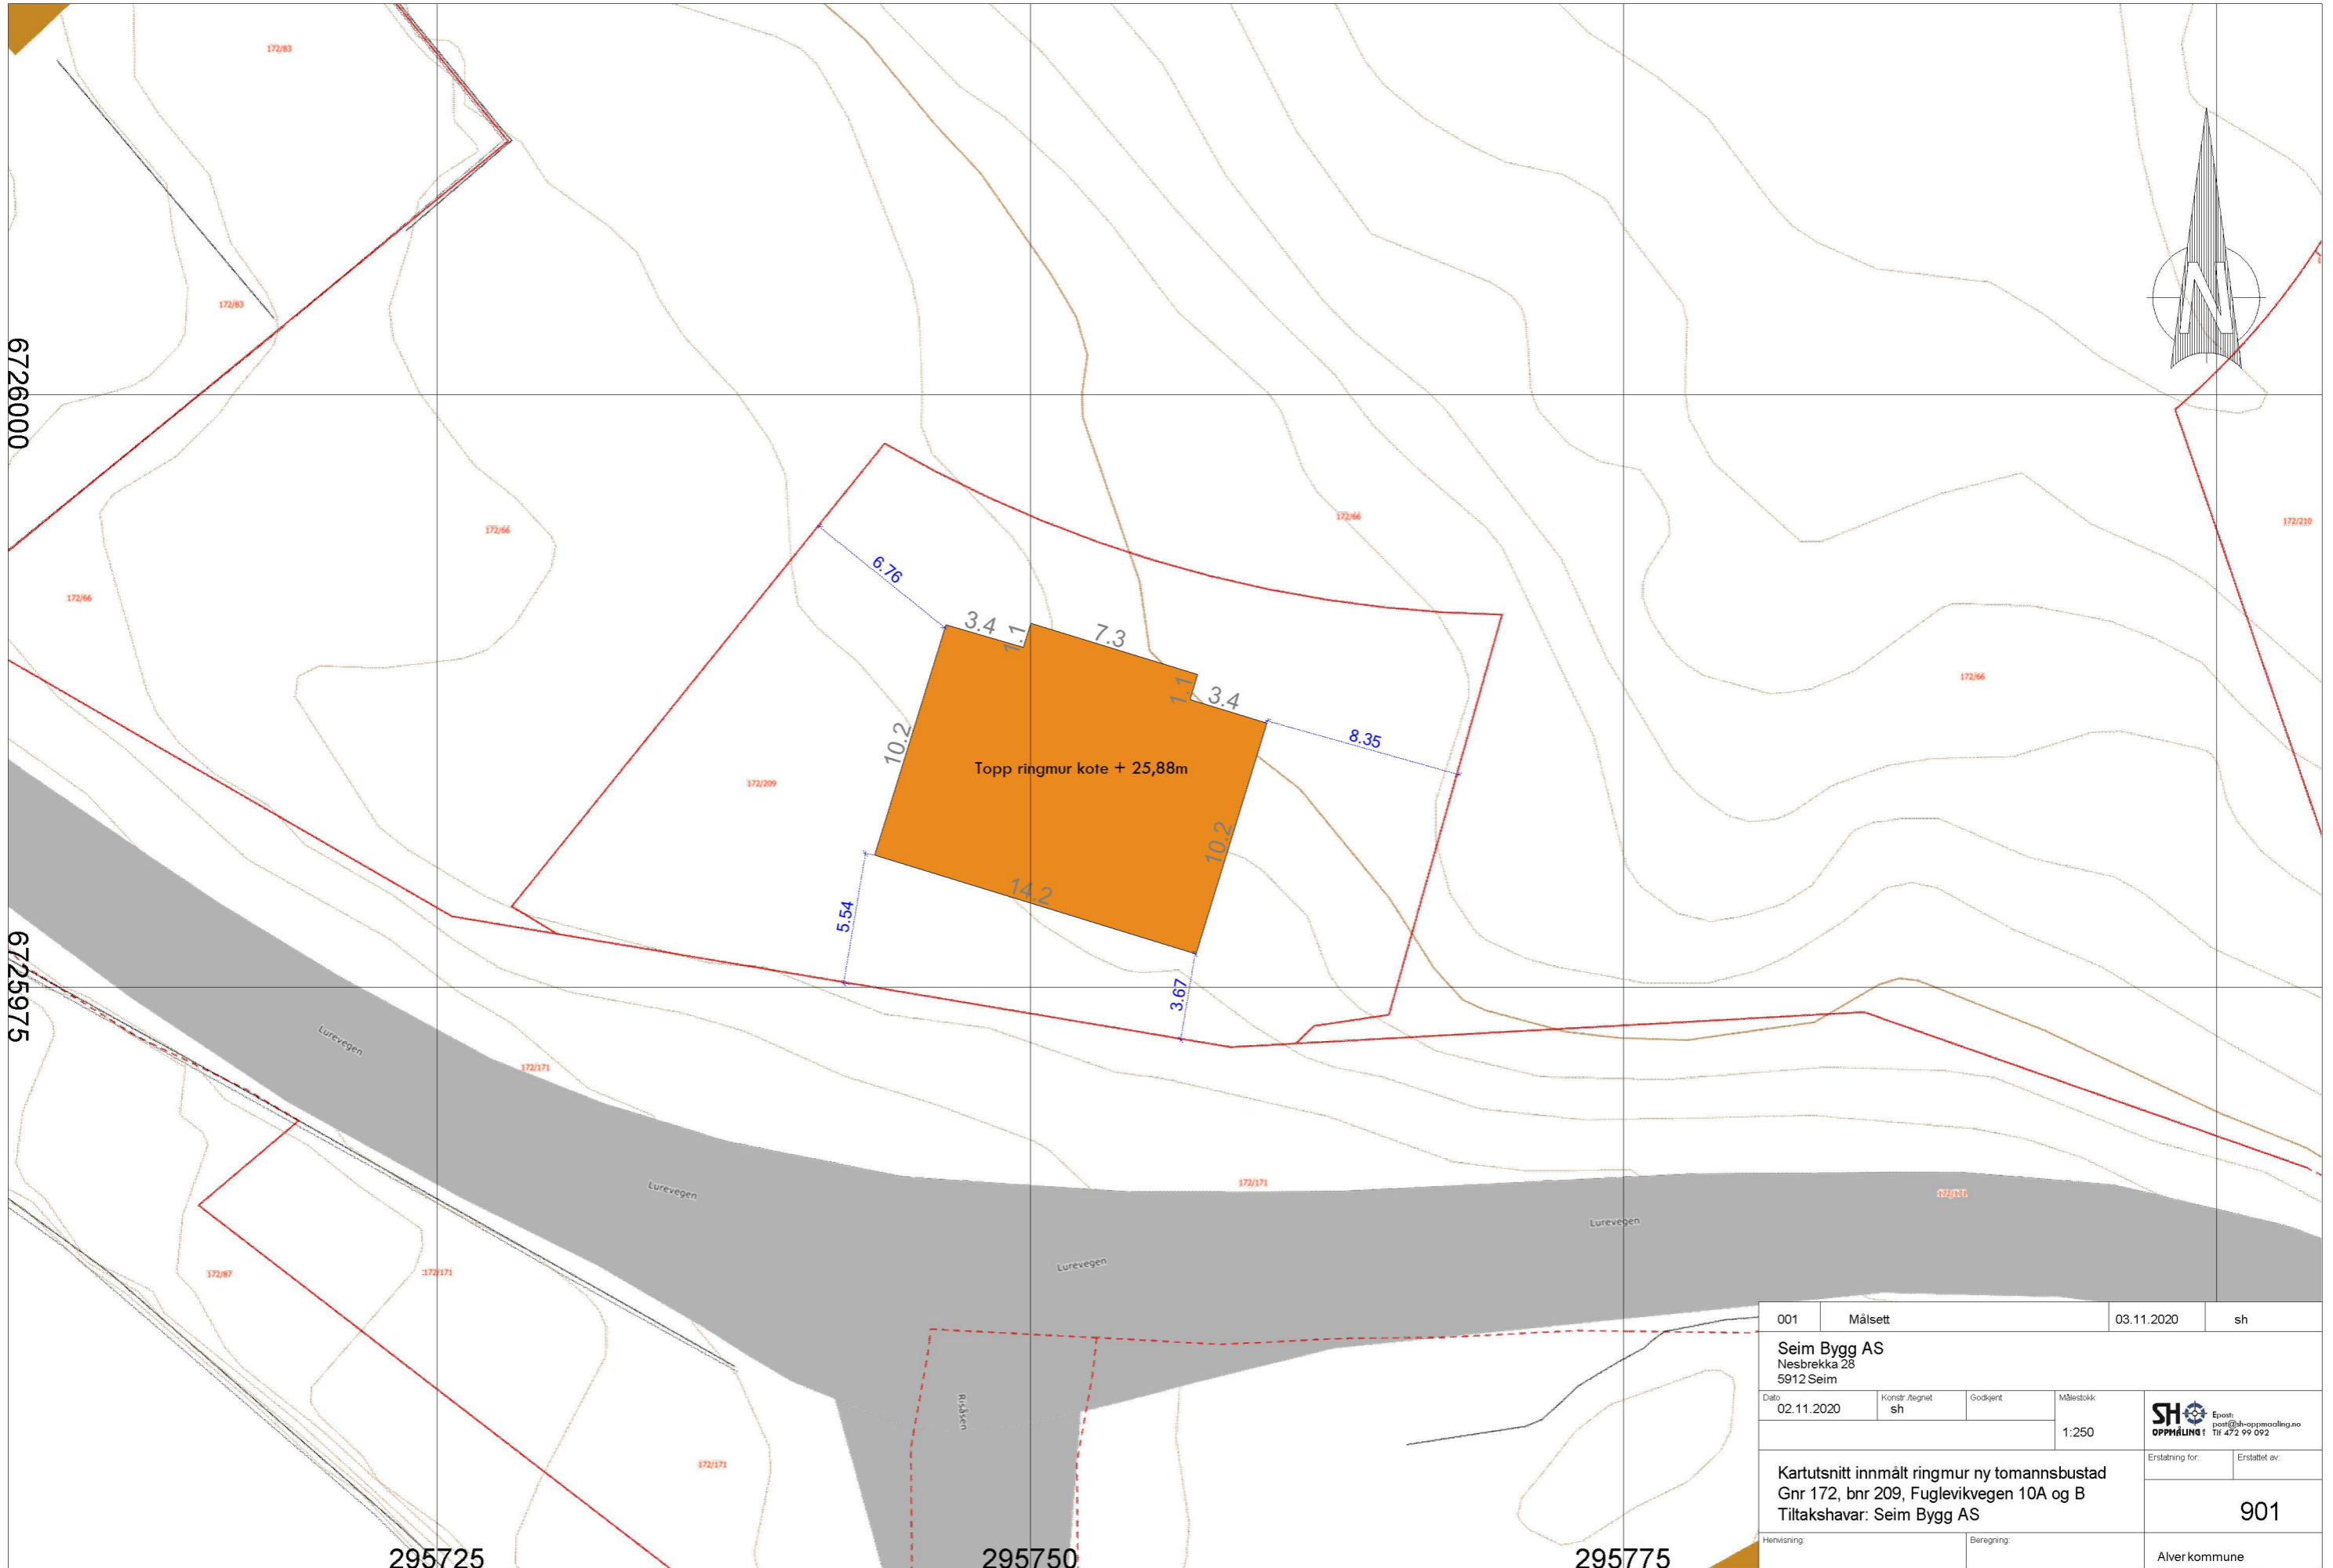 172/83
172/83
6726000
172/66
172/66
172/66
172/210
6.76
3.4
1.1
7.3
1.1
3.4
172/66
8.35
10.2
Topp ringmur kote + 25,88m
172/209
10.2
14.2
5.54
6725975
3.67
Lurevegen
172/171
Lurevegen
172/171
172/171
Lurevegen
Lurevegen
172/87
172/171
Risåsen
172/171
295725
295750
295775
001 Målsett 03.11.2020 sh
Seim Bygg AS
Nesbrekka 28
5912 Seim
Dato Konstr./tegnet Godkjent Målestokk
02.11.2020 sh
1:250
SH OPPMÅLING
Epost:
post@sh-oppmaaling.no
Tlf 472 99 092
Erstatning for: Erstattet av:
Kartutsnitt innmålt ringmur ny tomannsbustad
Gnr 172, bnr 209, Fuglevikvegen 10A og B
Tiltakshavar: Seim Bygg AS
901
Henvisning: Beregning:
Alver kommune
N